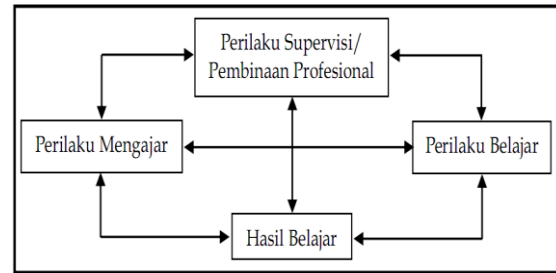 Perilaku Supervisi/
Pembinaan Profesional
Perilaku Mengajar
Perilaku Belajar
Hasil Belajar